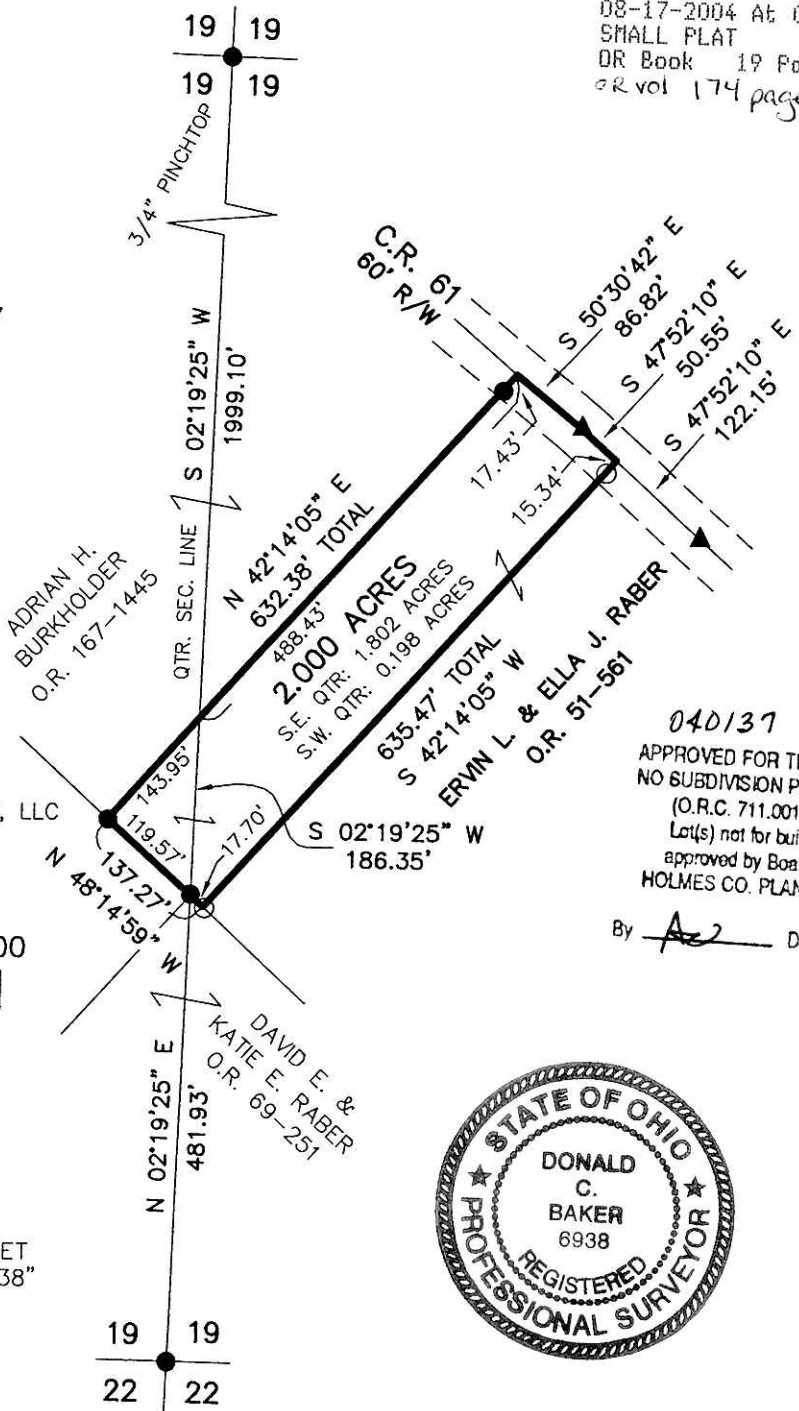 08-17-2004 At
SMALL PLAT
OR Book 19
OR vol 174 page
19 19
19 19
3/4" PINCHTOP
C.R. 61
60' R/W
S 50°30'42" E
86.82'
S 47°52'10" E
50.55'
S 47°52'10" E
122.15'
S 02°19'25" W
1999.10'
QTR. SEC. LINE
17.43'
15.34'
N 42°14'05" E
632.38' TOTAL
488.43'
2.000 ACRES
S.E. QTR: 1.802 ACRES
S.W. QTR: 0.198 ACRES
635.47' TOTAL
S 42°14'05" W
ERVIN L. & ELLA J. RABER
O.R. 51-561
ADRIAN H.
BURKHOLDER
O.R. 167-1445
040137
APPROVED FOR
NO SUBDIVISION
(O.R.C. 711.001
Lot(s) not for
approved by
HOLMES CO.
By
, LLC
143.95'
119.57'
137.27'
N 48°14'59" W
17.70'
S 02°19'25" W
186.35'
00
DAVID E. &
KATIE E. RABER
O.R. 69-251
N 02°19'25" E
481.93'
STATE OF OHIO
DONALD
C.
BAKER
6938
REGISTERED
PROFESSIONAL SURVEYOR
ET
38"
19 19
22 22